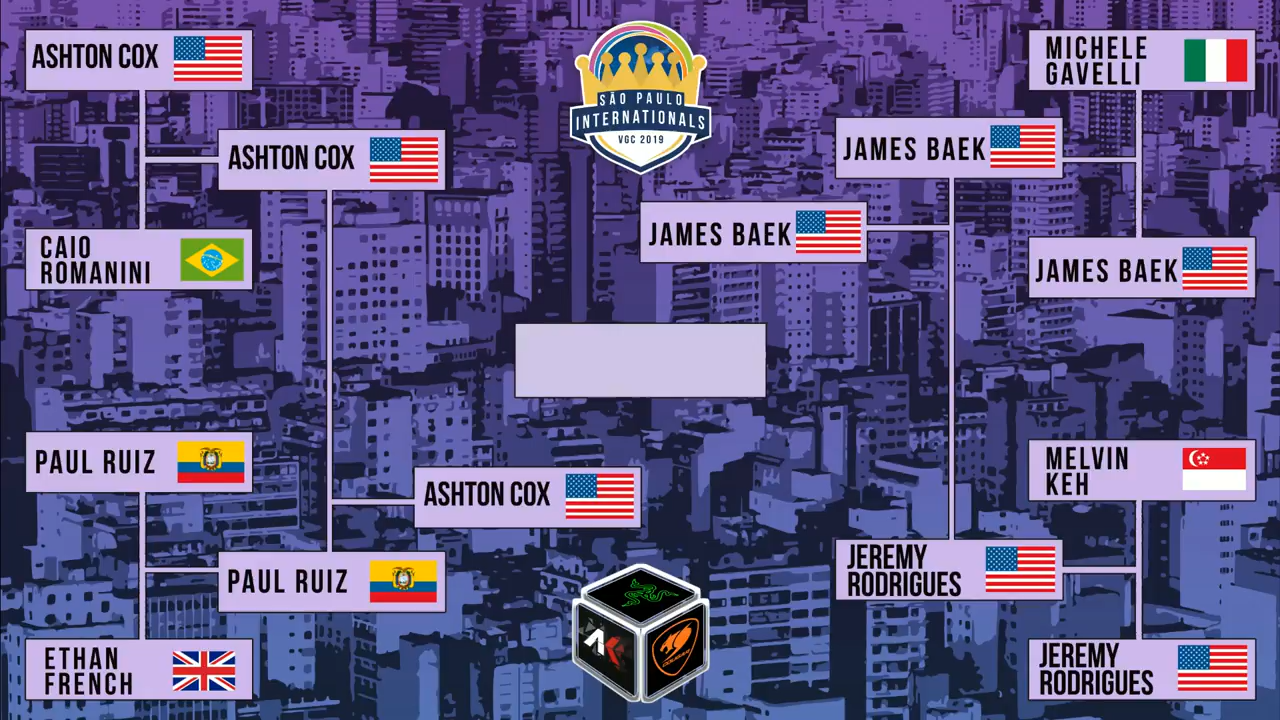 ASHTON COX
ASHTON COX
CAIO
ROMANINI
PAUL RUIZ
ASHTON COX
PAUL RUIZ
ETHAN
FRENCH
SÃO PAULO
INTERNATIONALS
VGC 2019
MICHELE
GAVELLI
JAMES BAEK
JAMES BAEK
JAMES BAEK
MELVIN
KEH
JEREMY
RODRIGUES
JEREMY
RODRIGUES